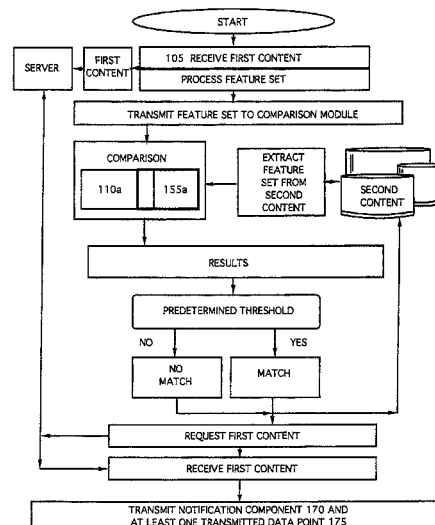 START
SERVER
FIRST
CONTENT
105 RECEIVE FIRST CONTENT
PROCESS FEATURE SET
TRANSMIT FEATURE SET TO COMPARISON MODULE
COMPARISON
110a
155a
EXTRACT
FEATURE
SET FROM
SECOND
CONTENT
SECOND
CONTENT
RESULTS
PREDETERMINED THRESHOLD
NO
YES
NO
MATCH
MATCH
REQUEST FIRST CONTENT
RECEIVE FIRST CONTENT
TRANSMIT NOTIFICATION COMPONENT 170 AND
AT LEAST ONE TRANSMITTED DATA POINT 175